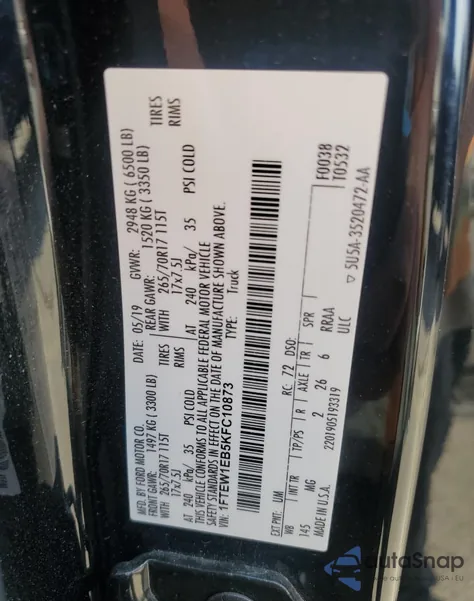 MFD. BY FORD MOTOR CO.
DATE: 05/19 GVWR: 2948 KG ( 6500 LB)
FRONT GAWR: 1497 KG (3300 LB) REAR GAWR: 1520 KG ( 3350 LB)
WITH 265/70R17 115T TIRES WITH 265/70R17 115T TIRES
17x7.5J RIMS 17x7.5J RIMS
AT 240 kPa/ 35 PSI COLD AT 240 kPa/ 35 PSI COLD
THIS VEHICLE CONFORMS TO ALL APPLICABLE FEDERAL MOTOR VEHICLE
SAFETY STANDARDS IN EFFECT ON THE DATE OF MANUFACTURE SHOWN ABOVE.
VIN: 1FTEW1EB5KFC10873 TYPE: Truck
F0038
T0532
EXT PNT: UM RC: 72 DSO:
WB INT TR TP/PS R AXLE TR SPR
145 MG 2 26 6 RRAA
MADE IN U.S.A. 2201905193319 ULC
5U5A-3520472-AA
autoSnap